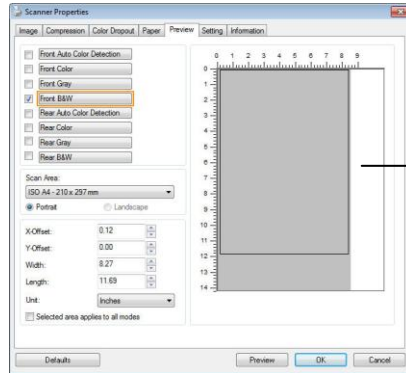 Scanner Properties
Image Compression Color Dropout Paper Preview Setting Information
Front Auto Color Detection
Front Color
Front Gray
Front B&W
Rear Auto Color Detection
Rear Color
Rear Gray
Rear B&W
Scan Area:
ISO A4 - 210 x 297 mm
Portrait Landscape
X-Offset: 0.12
Y-Offset: 0.00
Width: 8.27
Length: 11.69
Unit: Inches
Selected area applies to all modes
0 1 2 3 4 5 6 7 8 9
0
1
2
3
4
5
6
7
8
9
10
11
12
13
14
Defaults Preview OK Cancel